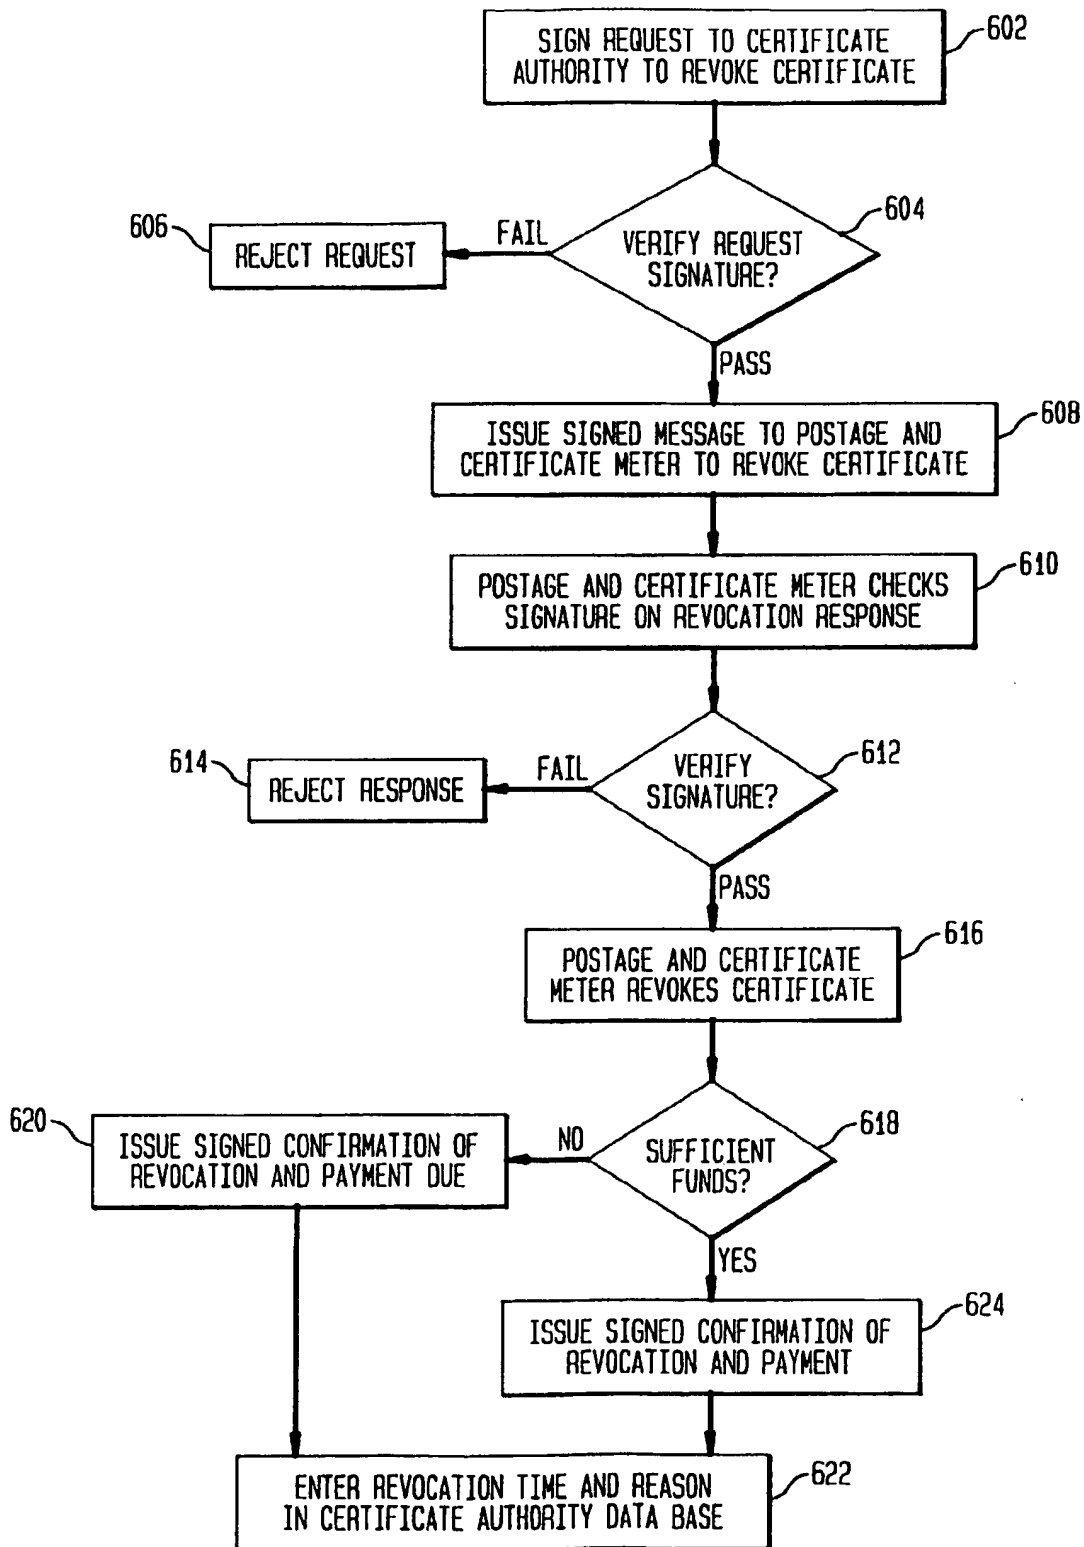 SIGN REQUEST TO CERTIFICATE
AUTHORITY TO REVOKE CERTIFICATE
602
604
606
FAIL
REJECT REQUEST
VERIFY REQUEST
SIGNATURE?
PASS
608
ISSUE SIGNED MESSAGE TO POSTAGE AND
CERTIFICATE METER TO REVOKE CERTIFICATE
610
POSTAGE AND CERTIFICATE METER CHECKS
SIGNATURE ON REVOCATION RESPONSE
612
614
FAIL
VERIFY
SIGNATURE?
REJECT RESPONSE
PASS
616
POSTAGE AND CERTIFICATE
METER REVOKES CERTIFICATE
618
620
ISSUE SIGNED CONFIRMATION OF
REVOCATION AND PAYMENT DUE
NO
SUFFICIENT
FUNDS?
YES
624
ISSUE SIGNED CONFIRMATION OF
REVOCATION AND PAYMENT
622
ENTER REVOCATION TIME AND REASON
IN CERTIFICATE AUTHORITY DATA BASE